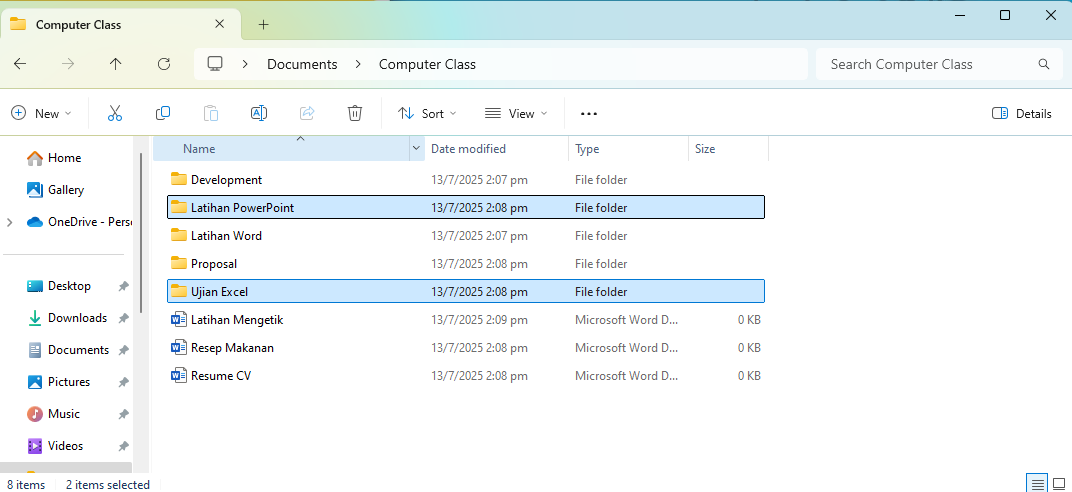 Computer Class
Documents Computer Class Search Computer Class
New Sort View Details
Name Date modified Type Size
Home
Gallery
OneDrive - Perso
Desktop
Downloads
Documents
Pictures
Music
Videos
Development 13/7/2025 2:07 pm File folder
Latihan PowerPoint 13/7/2025 2:08 pm File folder
Latihan Word 13/7/2025 2:07 pm File folder
Proposal 13/7/2025 2:08 pm File folder
Ujian Excel 13/7/2025 2:08 pm File folder
Latihan Mengetik 13/7/2025 2:09 pm Microsoft Word D... 0 KB
Resep Makanan 13/7/2025 2:08 pm Microsoft Word D... 0 KB
Resume CV 13/7/2025 2:08 pm Microsoft Word D... 0 KB
8 items 2 items selected